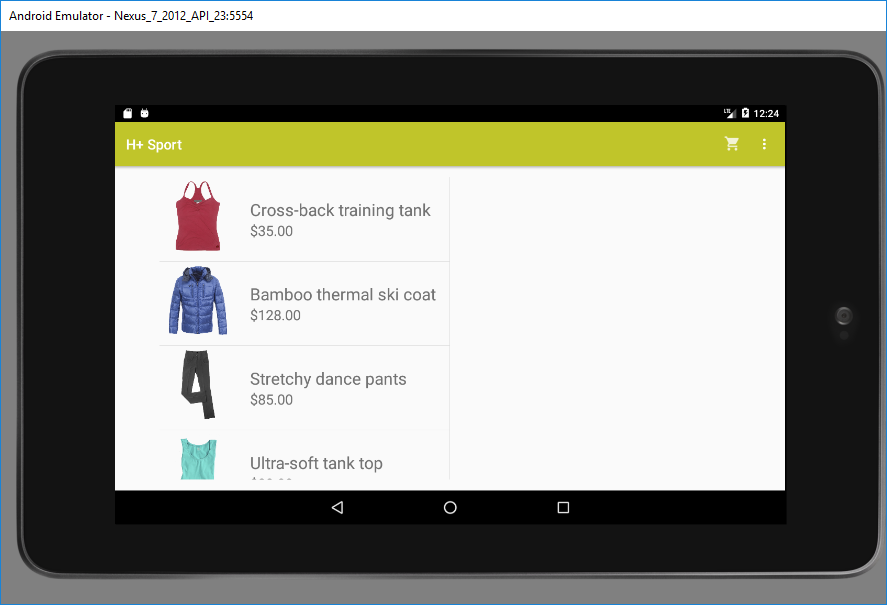 Android Emulator - Nexus_7_2012_API_23:5554
LTE 12:24
H+ Sport
Cross-back training tank
$35.00
Bamboo thermal ski coat
$128.00
Stretchy dance pants
$85.00
Ultra-soft tank top